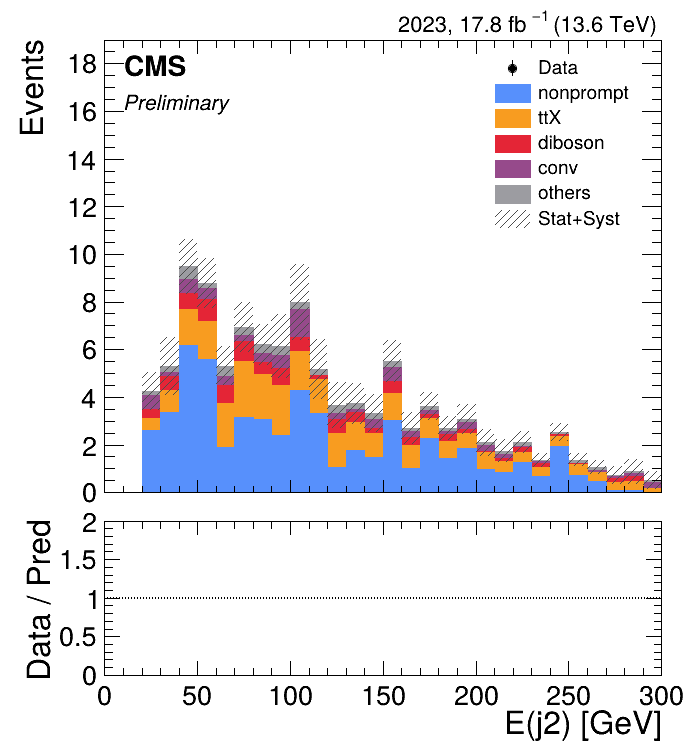 2023, 17.8 fb⁻¹ (13.6 TeV)
CMS
Preliminary
Data
nonprompt
ttX
diboson
conv
others
Stat+Syst
Events
18
16
14
12
10
8
6
4
2
0
Data / Pred
2
1.5
1
0.5
0
0 50 100 150 200 250 300
E(j2) [GeV]